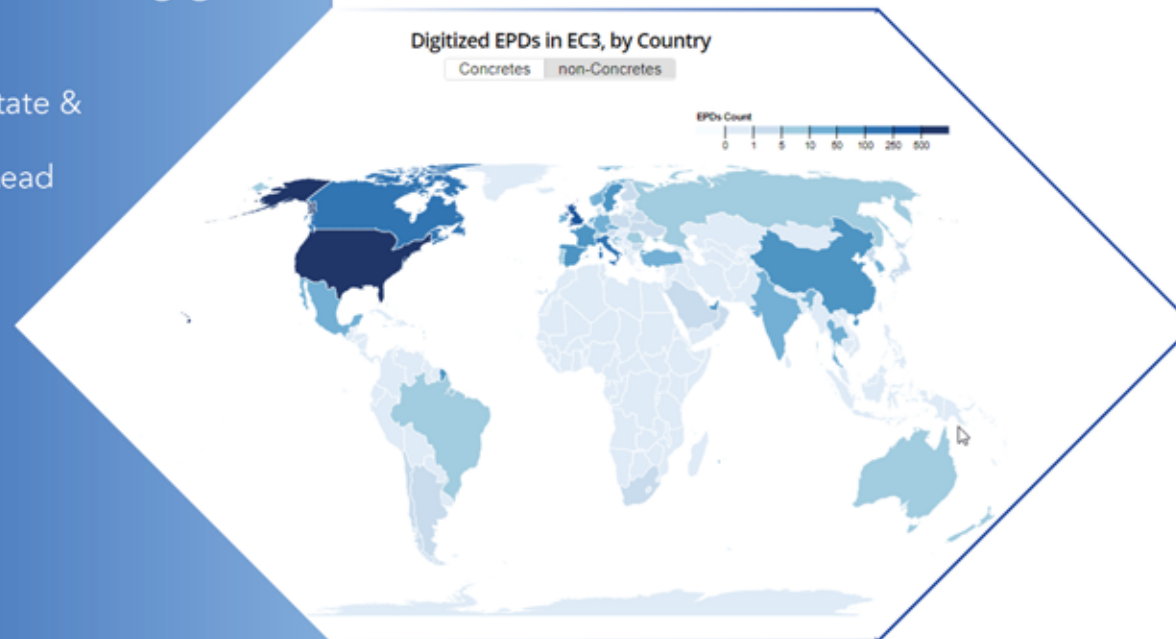 tate &
ead
Digitized EPDs in EC3, by Country
Concretes non-Concretes
EPDs Count
0 1 5 10 50 100 250 500